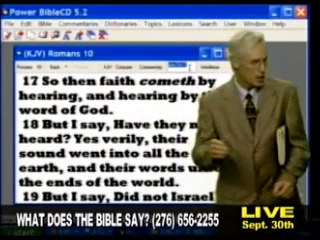 Power BibleCD 5.2
File Edit Bible Commentaries Dictionaries Topics Lessons Search User Window Help
(KJV) Romans 10
17 So then faith cometh by
hearing, and hearing by t
word of God.
18 But I say, Have they n
heard? Yes verily, their
sound went into all the
earth, and their words un
the ends of the world.
19 But I say, Did not Israel
WHAT DOES THE BIBLE SAY? (276) 656-2255
LIVE
Sept. 30th